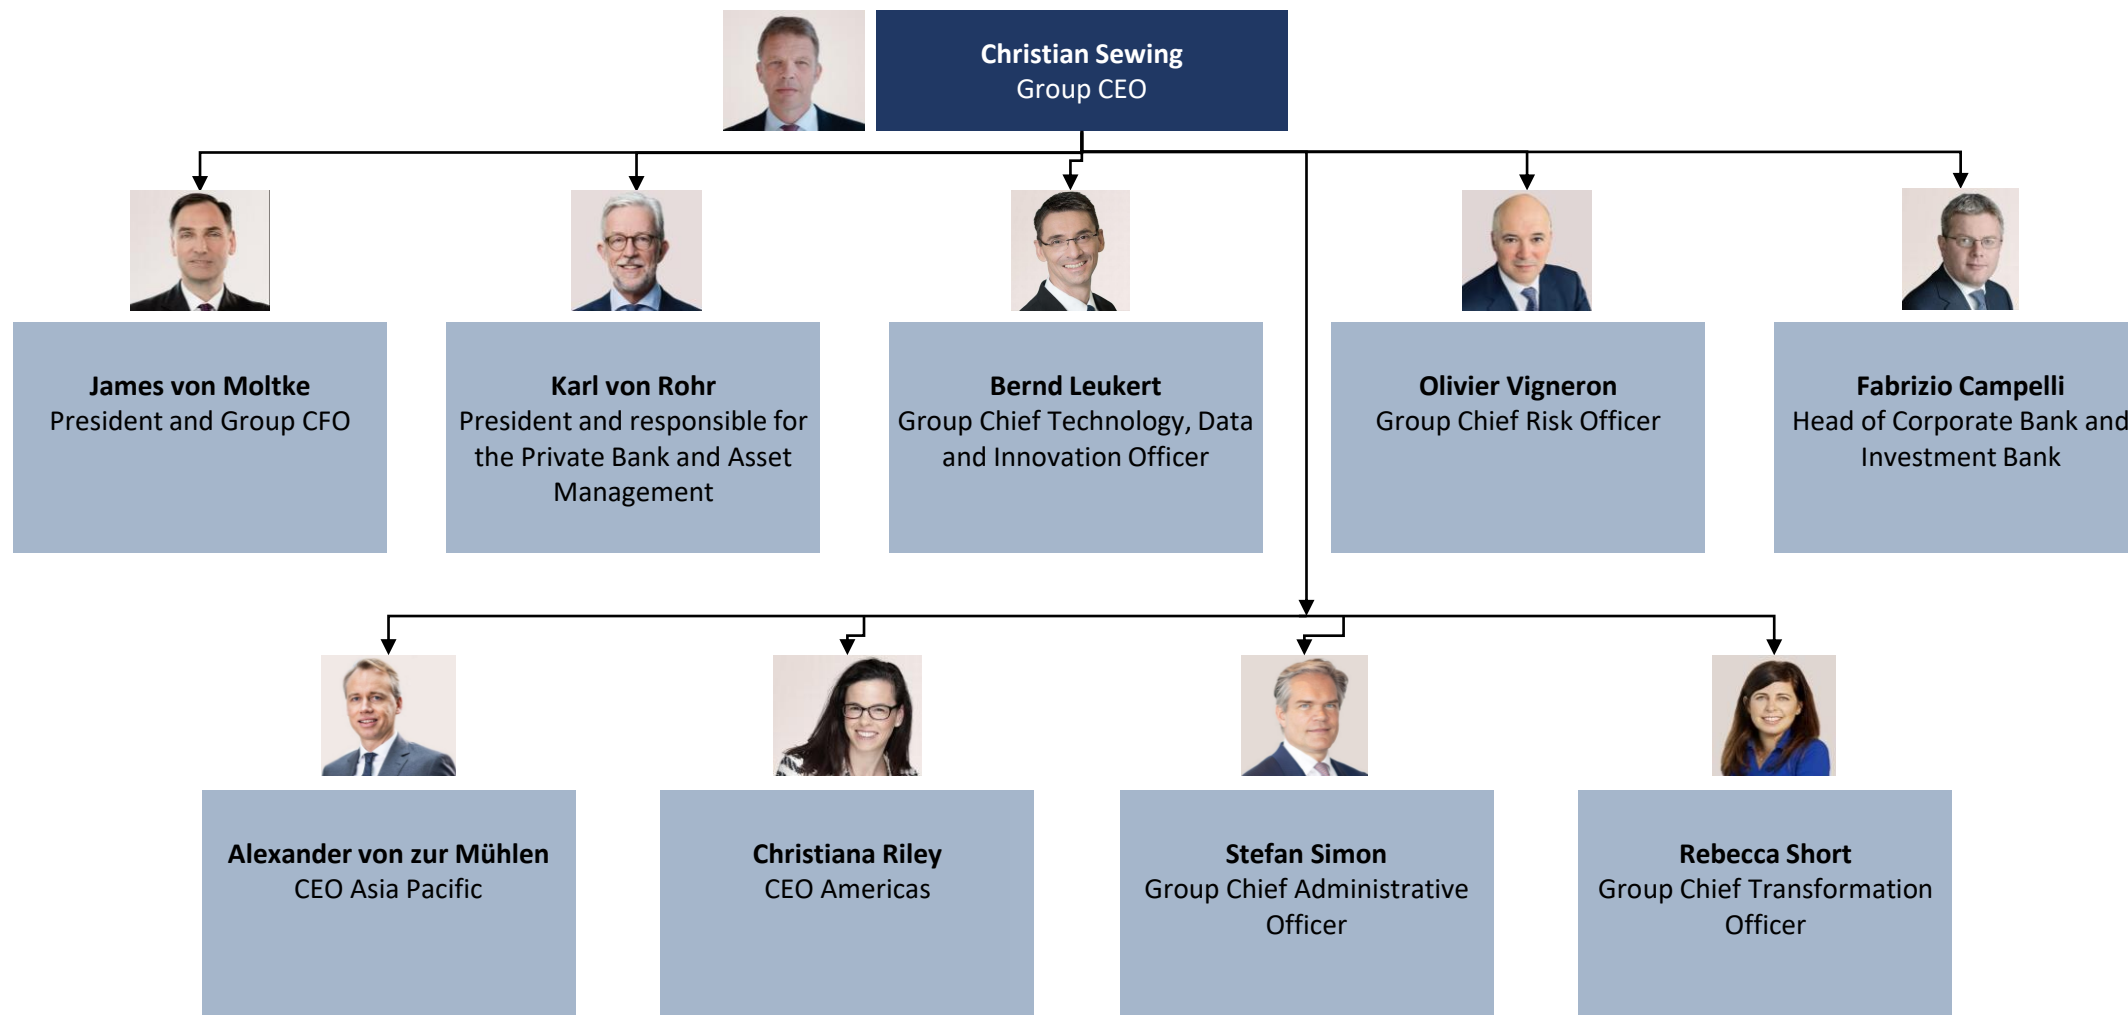 Christian Sewing
Group CEO
James von Moltke
President and Group CFO
Karl von Rohr
President and responsible for
the Private Bank and Asset
Management
Bernd Leukert
Group Chief Technology, Data
and Innovation Officer
Olivier Vigneron
Group Chief Risk Officer
Fabrizio Campelli
Head of Corporate Bank and
Investment Bank
Alexander von zur Mühlen
CEO Asia Pacific
Christiana Riley
CEO Americas
Stefan Simon
Group Chief Administrative
Officer
Rebecca Short
Group Chief Transformation
Officer